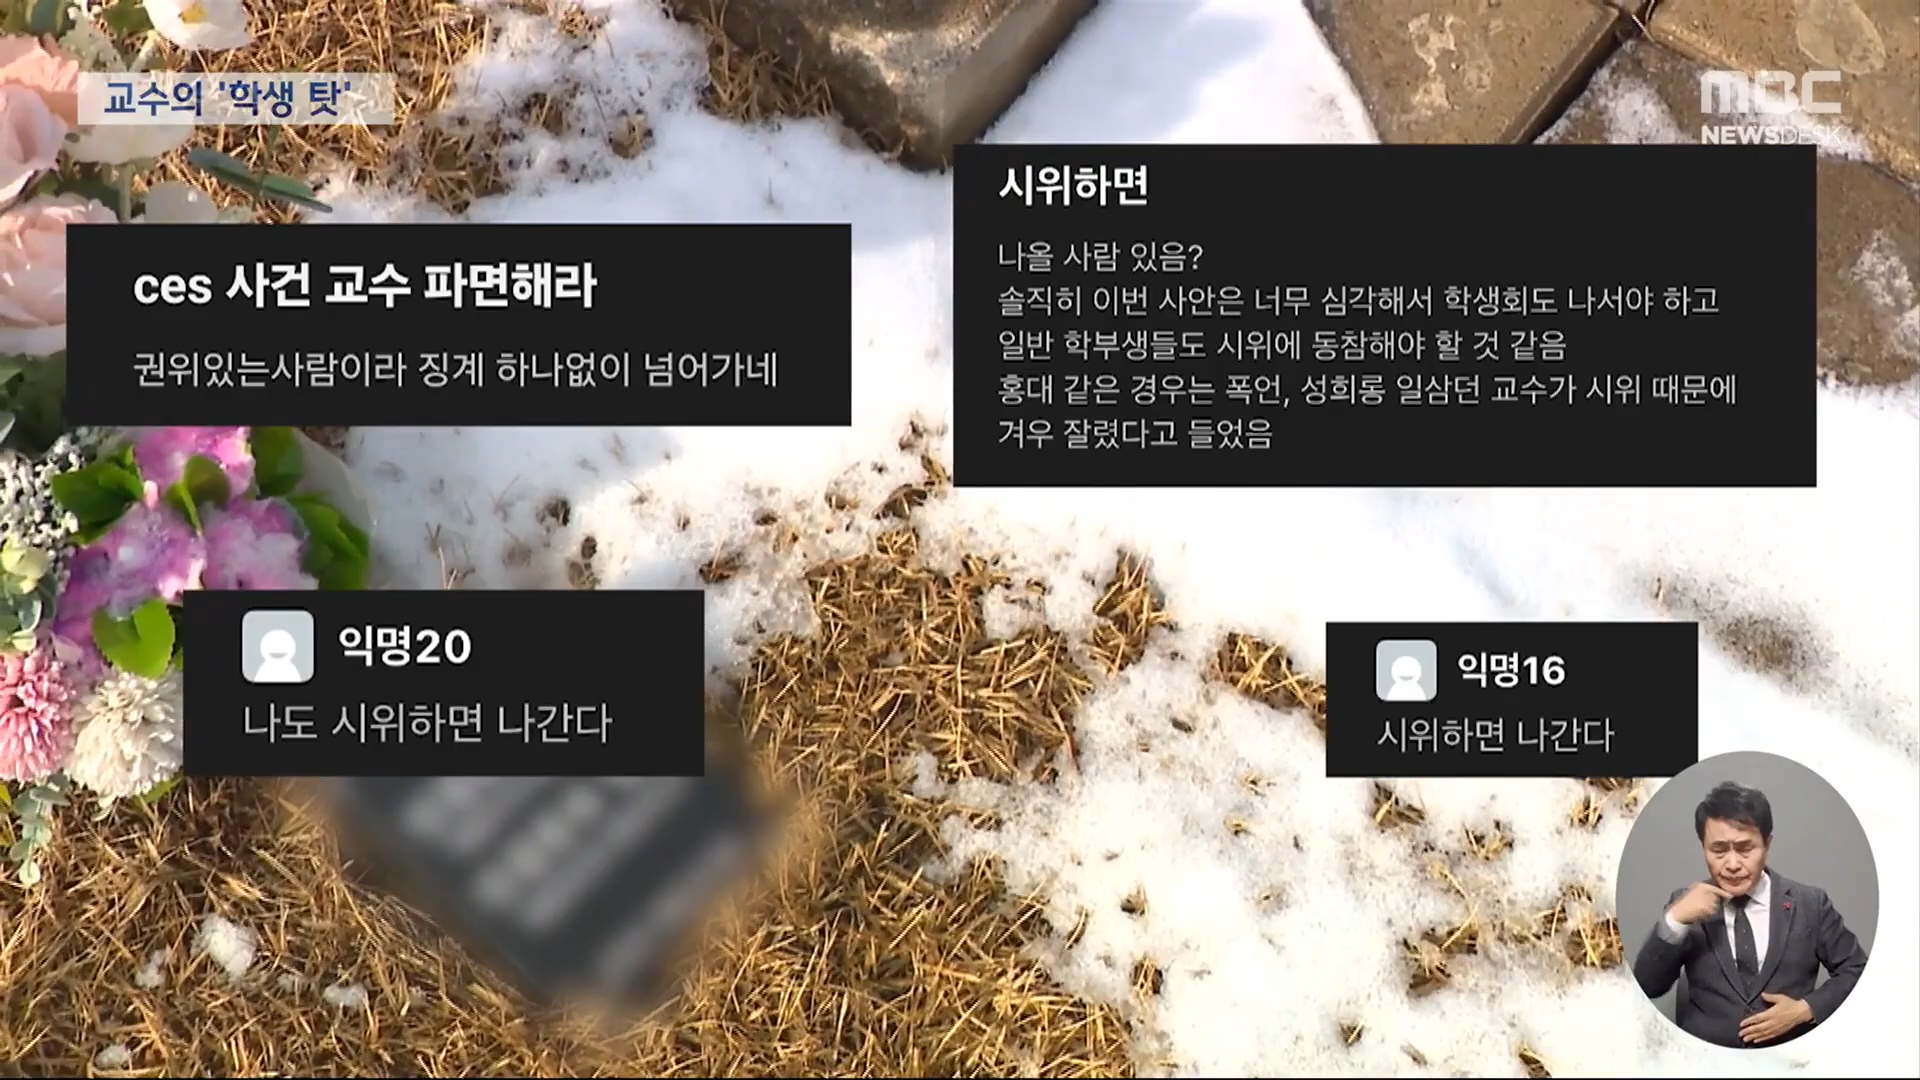 교수의 '학생 탓'
MBC
NEWSDESK
ces 사건 교수 파면해라
권위있는사람이라 징계 하나없이 넘어가네
시위하면
나올 사람 있음?
솔직히 이번 사안은 너무 심각해서 학생회도 나서야 하고
일반 학부생들도 시위에 동참해야 할 것 같음
홍대 같은 경우는 폭언, 성희롱 일삼던 교수가 시위 때문에
겨우 잘렸다고 들었음
익명20
나도 시위하면 나간다
익명16
시위하면 나간다